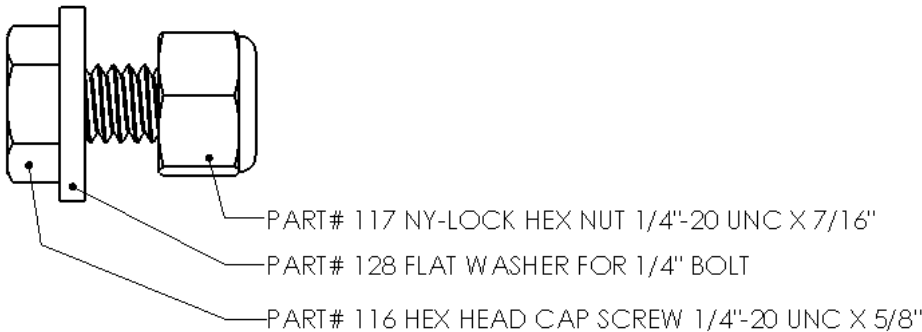 PART# 117 NY-LOCK HEX NUT 1/4"-20 UNC X 7/16"
PART# 128 FLAT WASHER FOR 1/4" BOLT
PART# 116 HEX HEAD CAP SCREW 1/4"-20 UNC X 5/8"